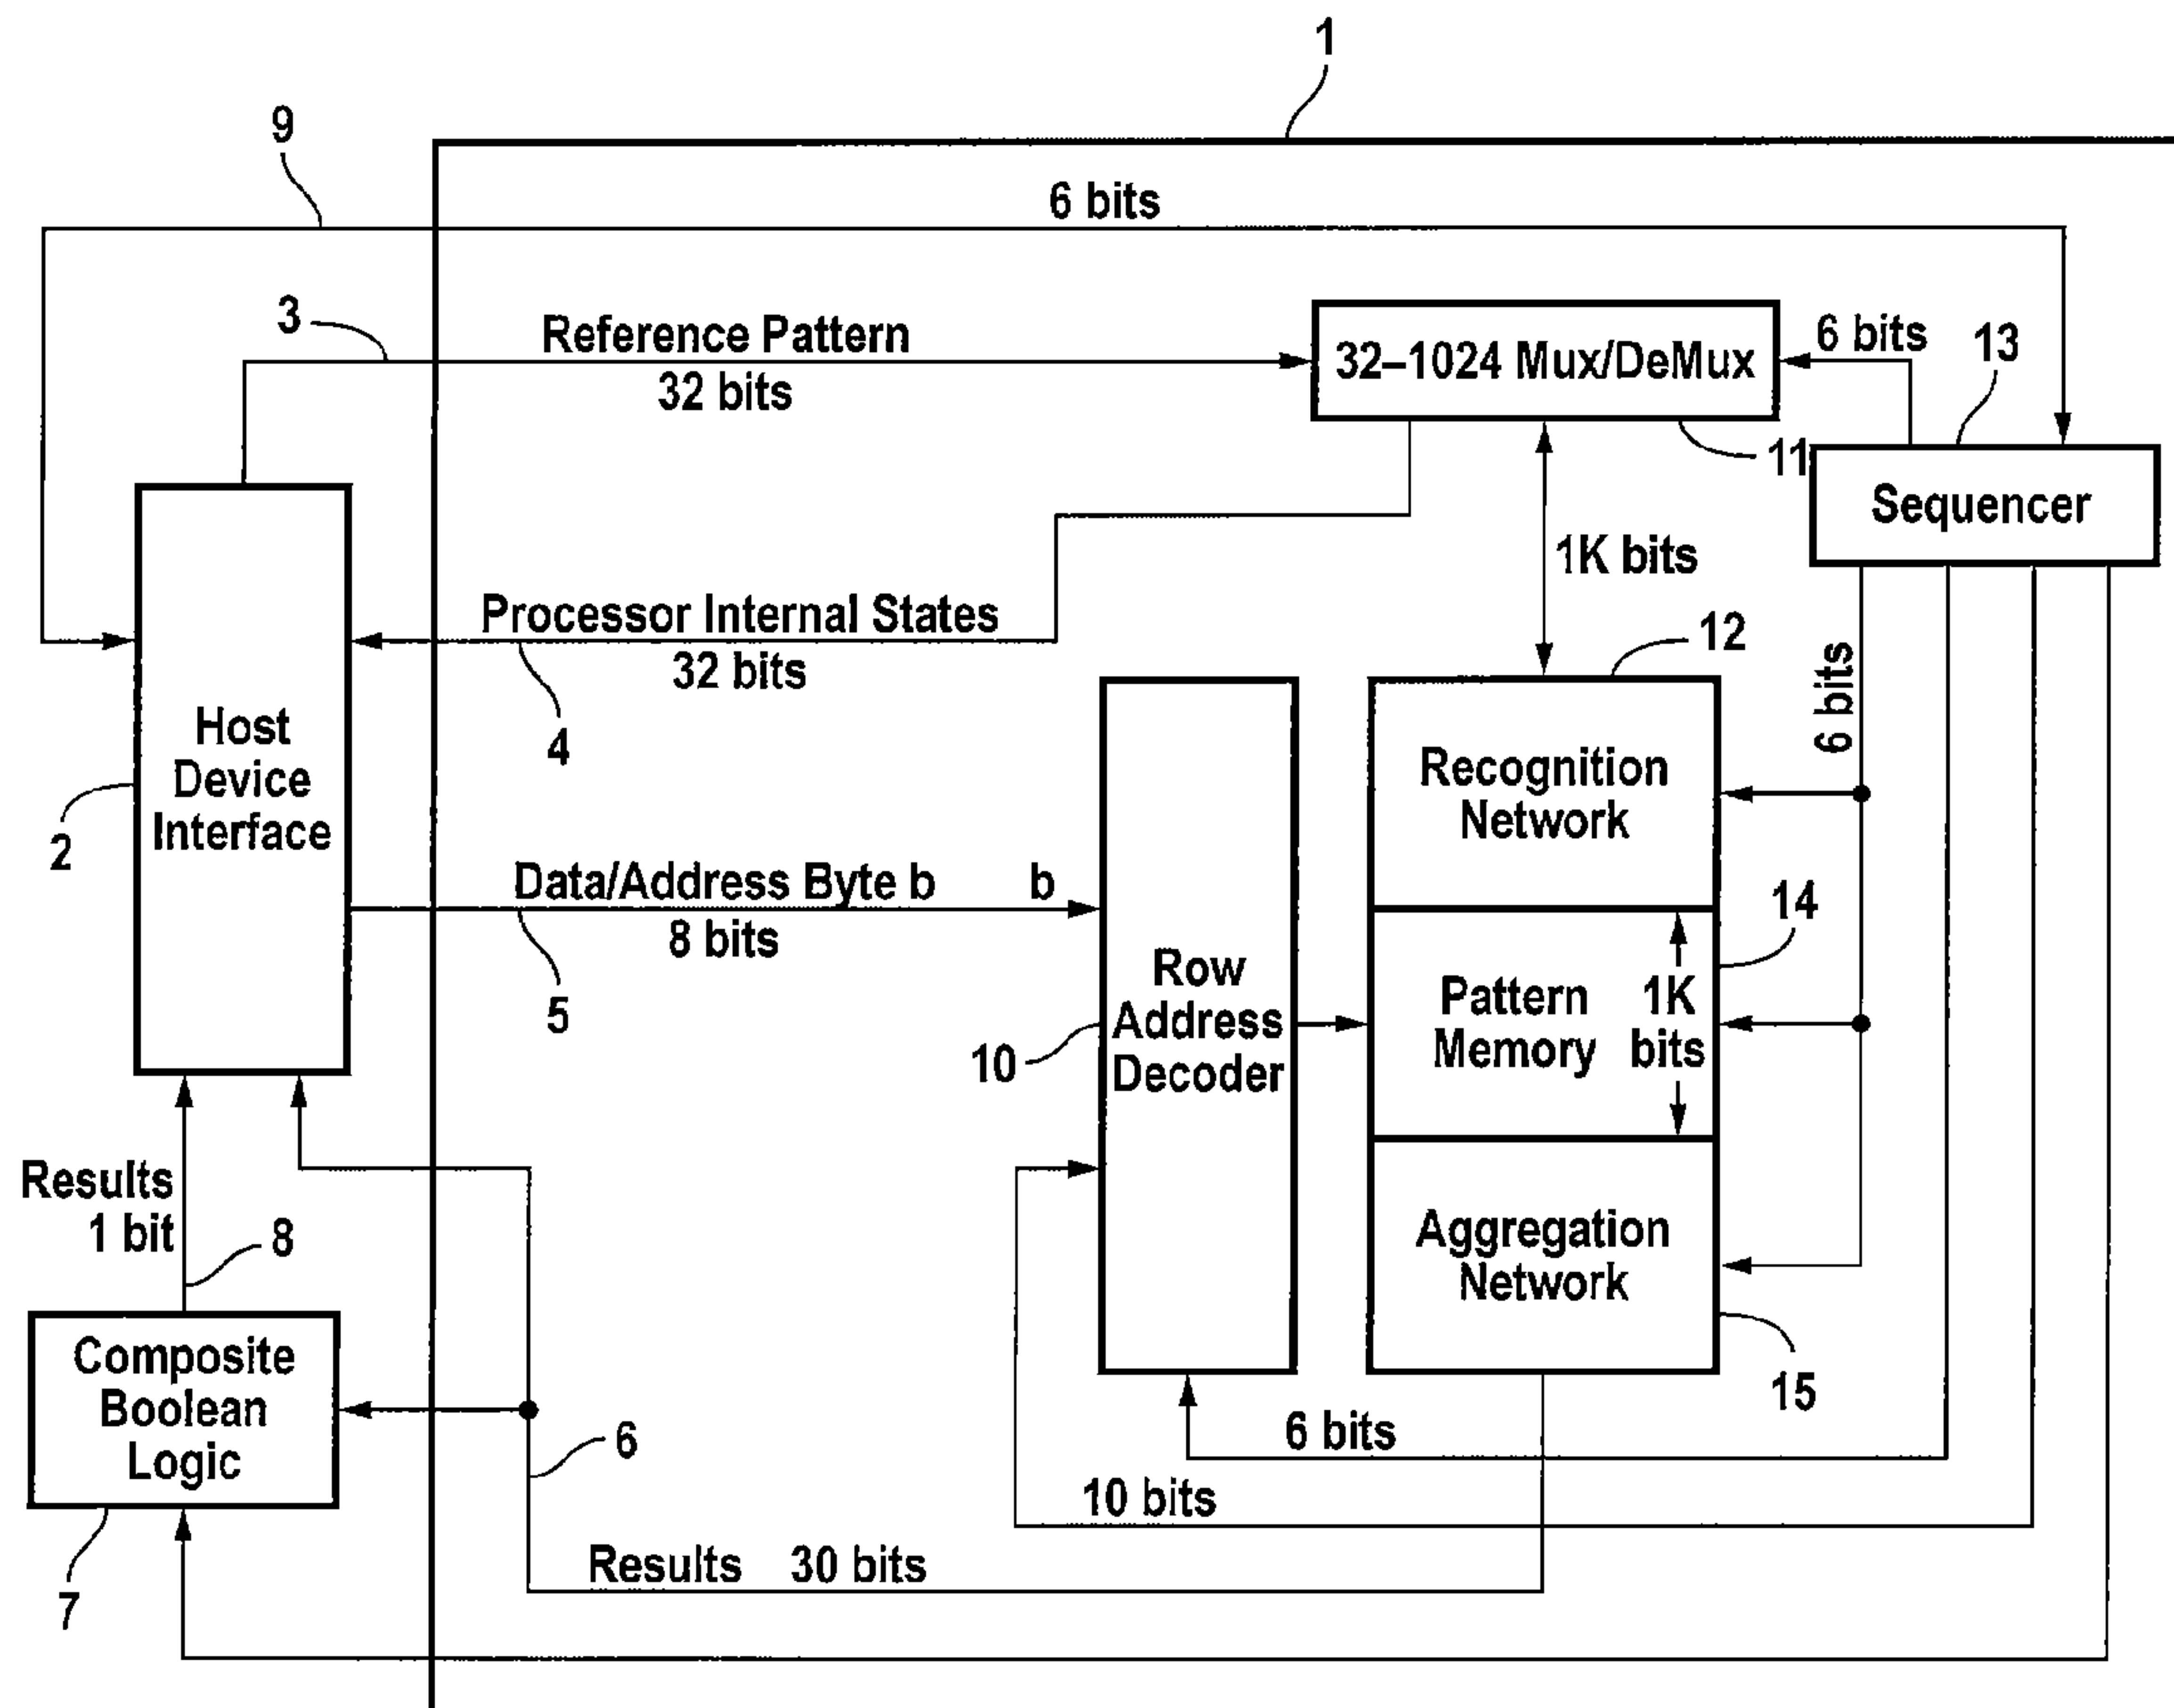 1
9
6 bits
3
Reference Pattern
32 bits
32–1024 Mux/DeMux
6 bits
13
11
Sequencer
1K bits
Processor Internal States
32 bits
4
12
6 bits
Host
Device
Interface
2
Recognition
Network
Data/Address Byte b
b
8 bits
5
14
Row
Address
Decoder
10
Pattern
Memory
1K
bits
Results
1 bit
8
Aggregation
Network
15
Composite
Boolean
Logic
7
6
6 bits
10 bits
Results 30 bits